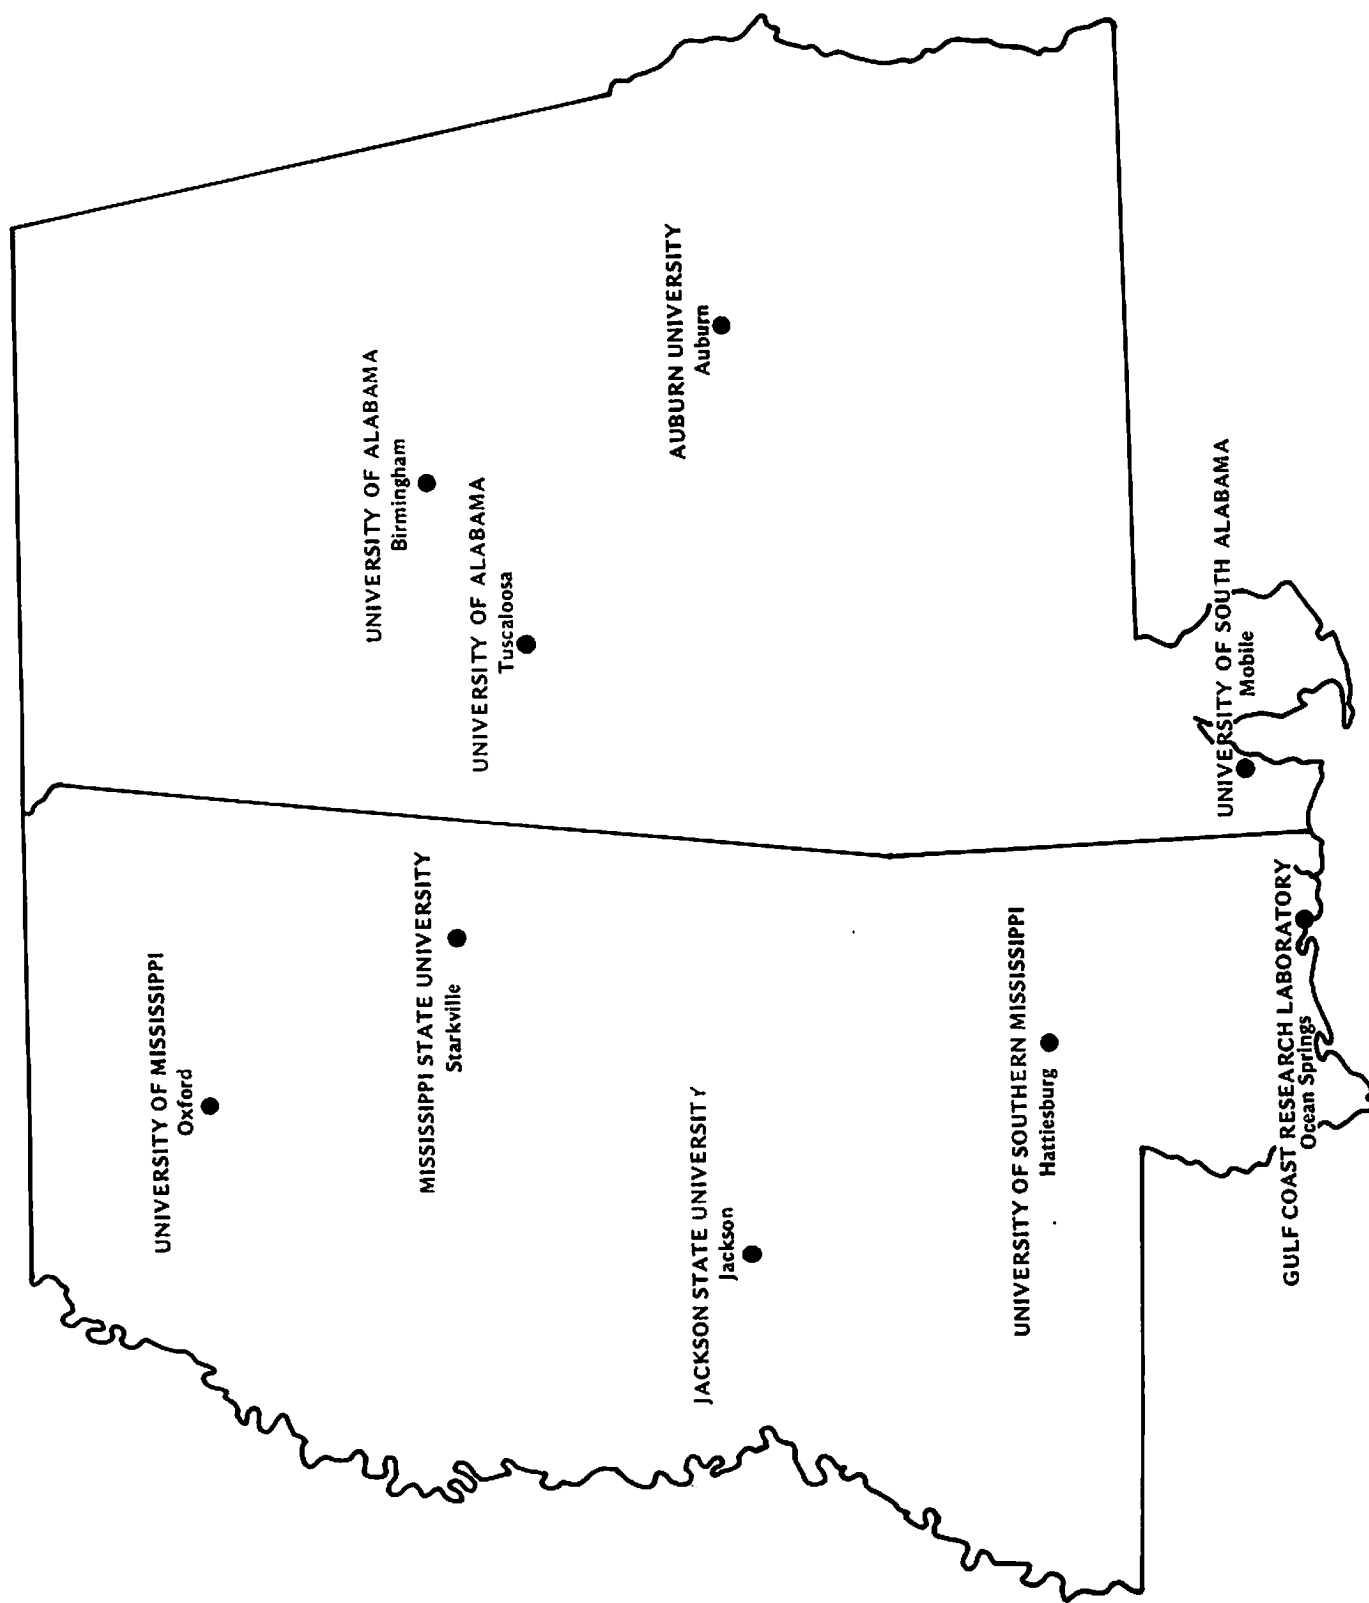 UNIVERSITY OF MISSISSIPPI
Oxford
MISSISSIPPI STATE UNIVERSITY
Starkville
JACKSON STATE UNIVERSITY
Jackson
UNIVERSITY OF SOUTHERN MISSISSIPPI
Hattiesburg
GULF COAST RESEARCH LABORATORY
Ocean Springs
UNIVERSITY OF ALABAMA
Birmingham
UNIVERSITY OF ALABAMA
Tuscaloosa
AUBURN UNIVERSITY
Auburn
UNIVERSITY OF SOUTH ALABAMA
Mobile